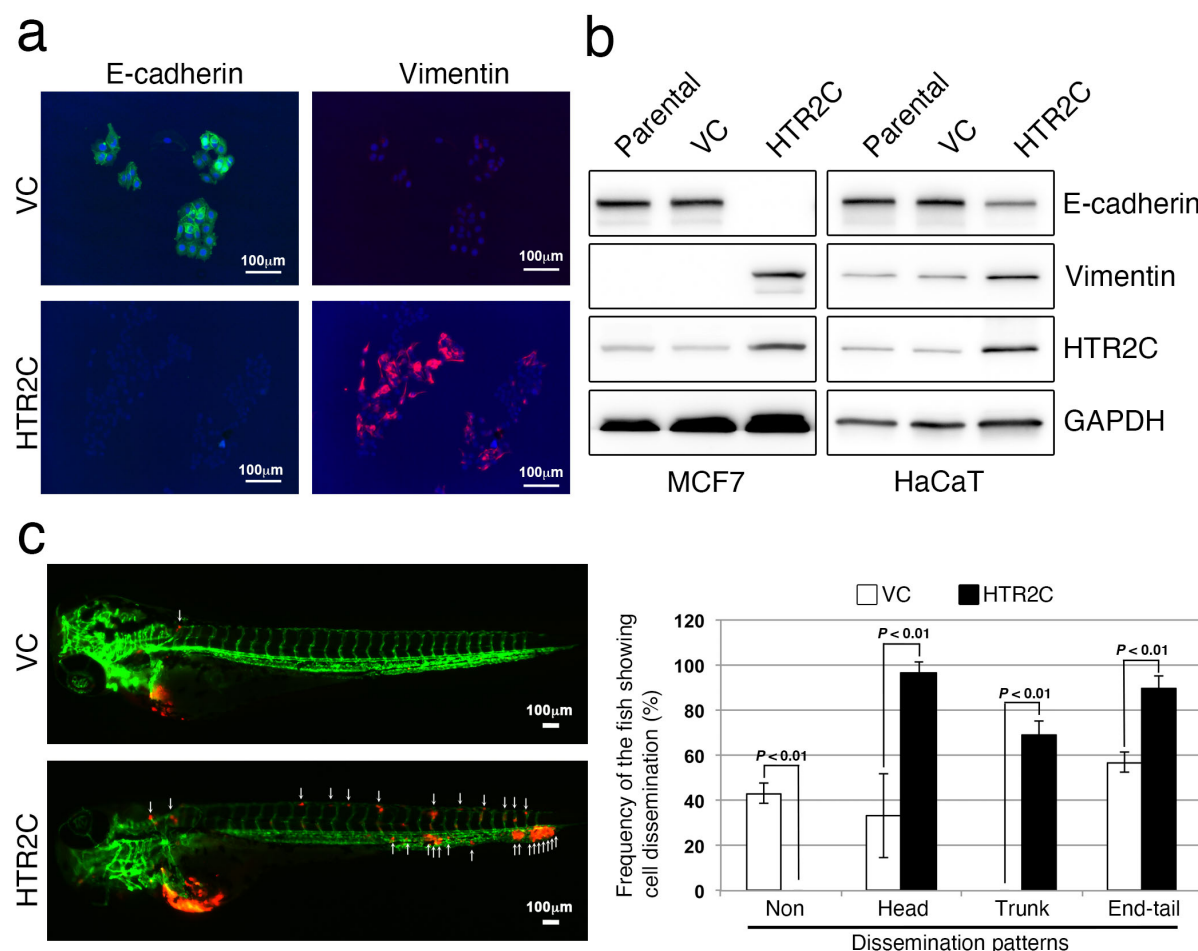 a
E-cadherin Vimentin
VC
100μm 100μm
HTR2C
100μm 100μm
b
Parental VC HTR2C Parental VC HTR2C
E-cadherin
Vimentin
HTR2C
GAPDH
MCF7 HaCaT
c
VC
100μm
HTR2C
100μm
VC HTR2C
Frequency of the fish showing
cell dissemination (%)
120
100
80
60
40
20
0
P < 0.01
P < 0.01
P < 0.01
P < 0.01
Non Head Trunk End-tail
Dissemination patterns